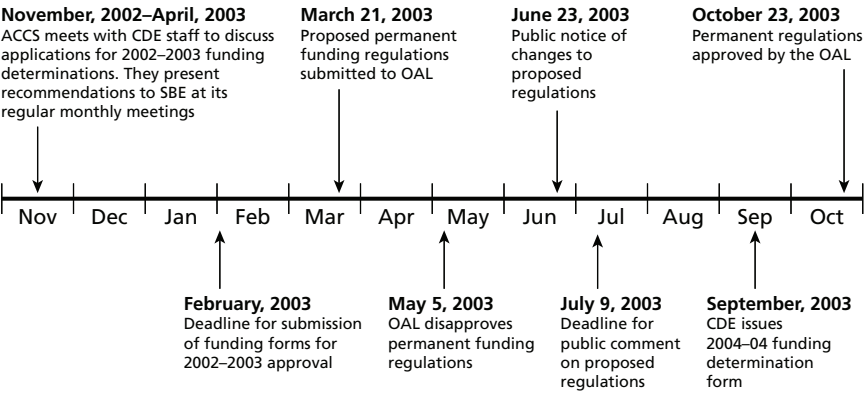 November, 2002–April, 2003
ACCS meets with CDE staff to discuss
applications for 2002–2003 funding
determinations. They present
recommendations to SBE at its
regular monthly meetings
March 21, 2003
Proposed permanent
funding regulations
submitted to OAL
June 23, 2003
Public notice of
changes to
proposed
regulations
October 23, 2003
Permanent regulations
approved by the OAL
Nov
Dec
Jan
Feb
Mar
Apr
May
Jun
Jul
Aug
Sep
Oct
February, 2003
Deadline for submission
of funding forms for
2002–2003 approval
May 5, 2003
OAL disapproves
permanent funding
regulations
July 9, 2003
Deadline for
public comment
on proposed
regulations
September, 2003
CDE issues
2004–04 funding
determination
form